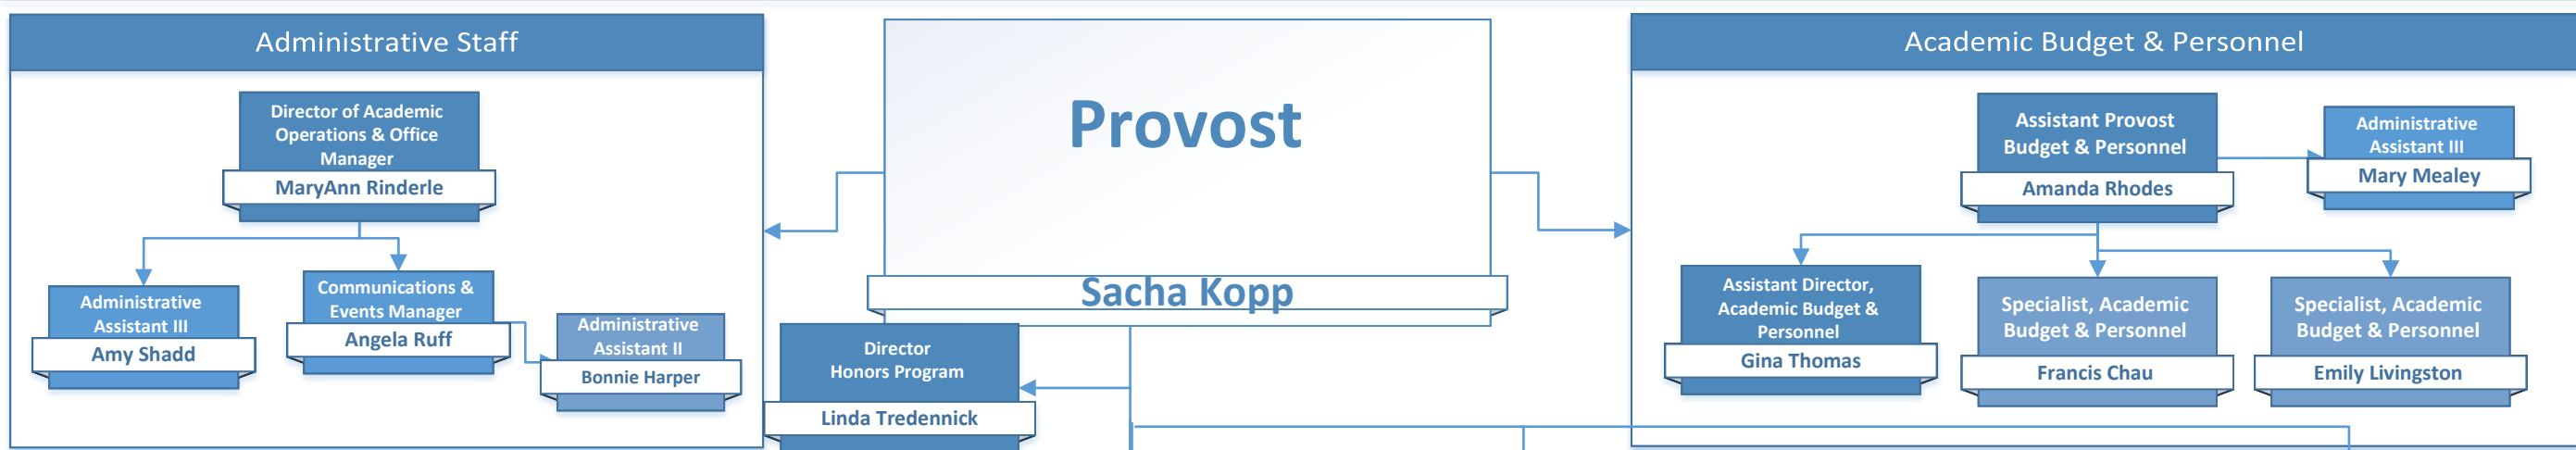 Administrative Staff
Director of Academic
Operations & Office
Manager
MaryAnn Rinderle
Administrative
Assistant III
Amy Shadd
Communications &
Events Manager
Angela Ruff
Administrative
Assistant II
Bonnie Harper
Provost
Sacha Kopp
Director
Honors Program
Linda Tredennick
Academic Budget & Personnel
Assistant Provost
Budget & Personnel
Amanda Rhodes
Administrative
Assistant III
Mary Mealey
Assistant Director,
Academic Budget &
Personnel
Gina Thomas
Specialist, Academic
Budget & Personnel
Francis Chau
Specialist, Academic
Budget & Personnel
Emily Livingston